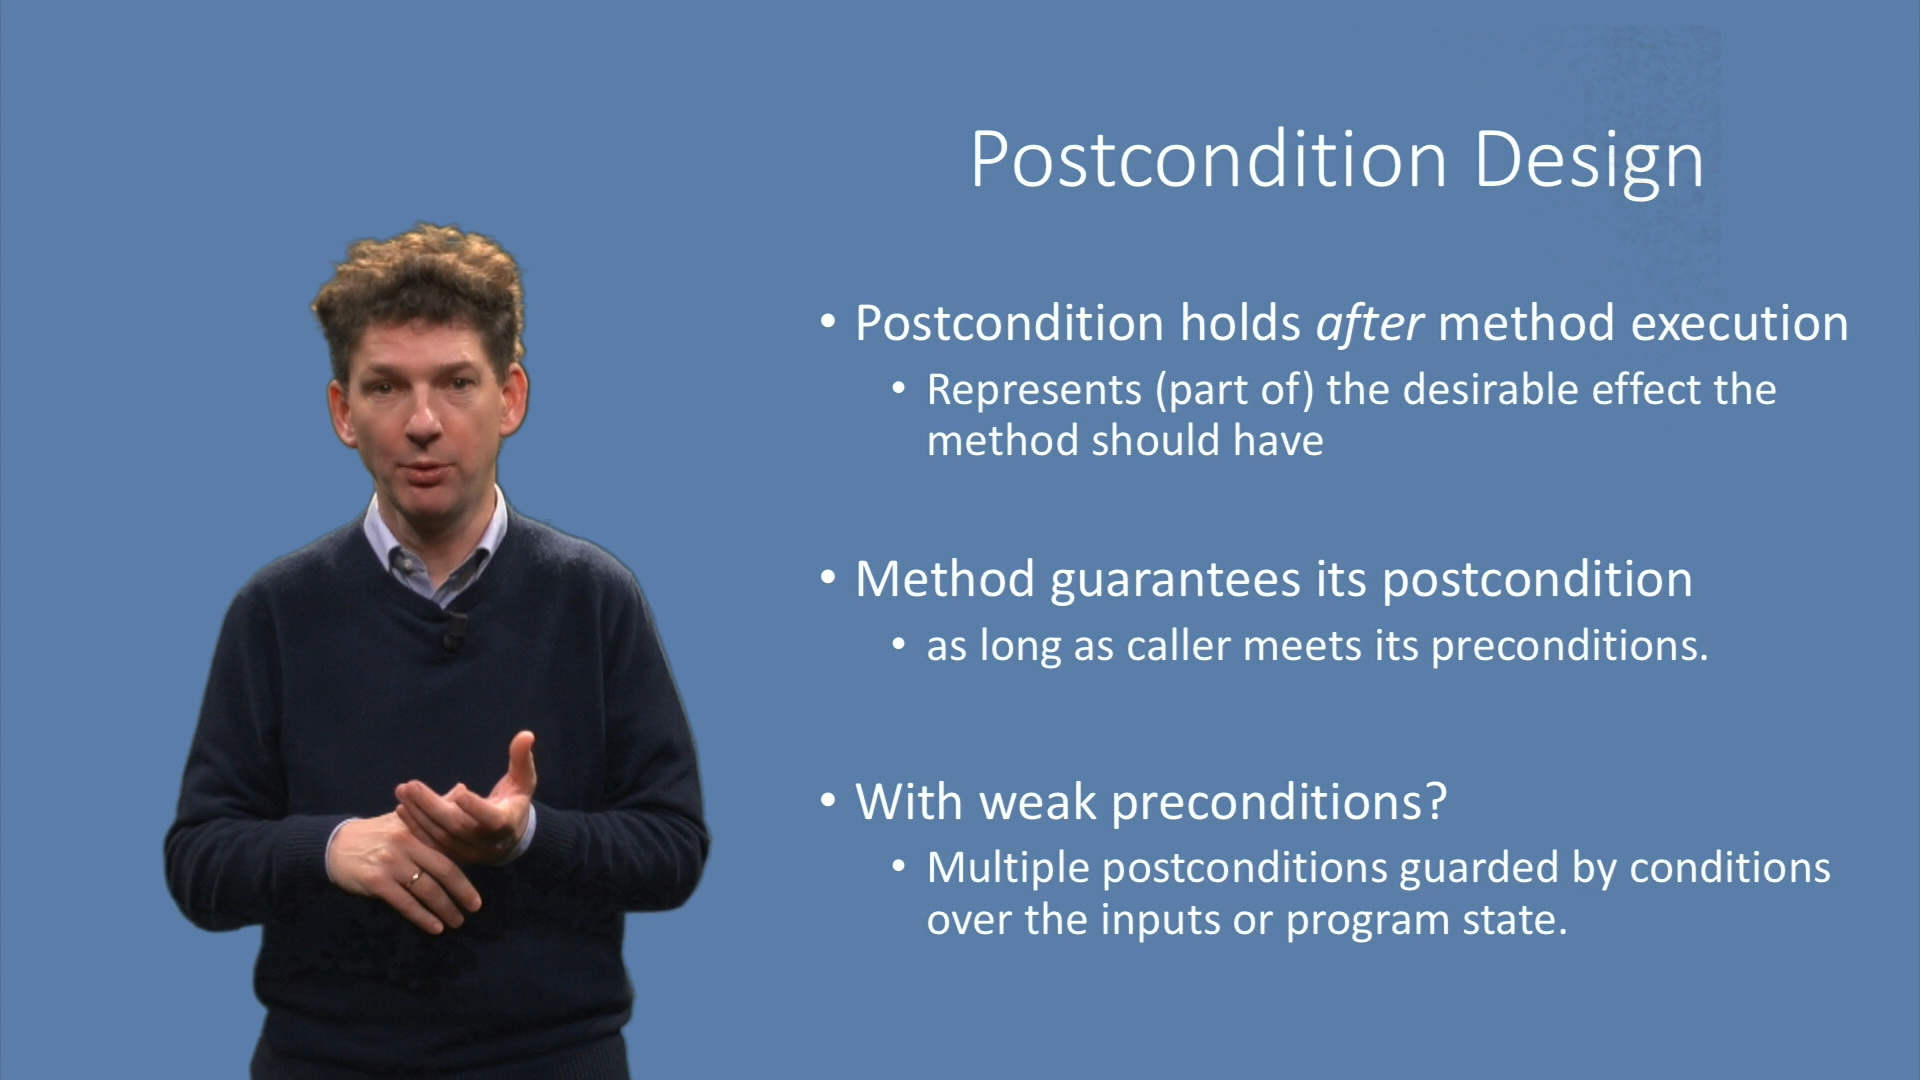 Postcondition Design
• Postcondition holds after method execution
• Represents (part of) the desirable effect the
method should have
• Method guarantees its postcondition
• as long as caller meets its preconditions.
• With weak preconditions?
• Multiple postconditions guarded by conditions
over the inputs or program state.